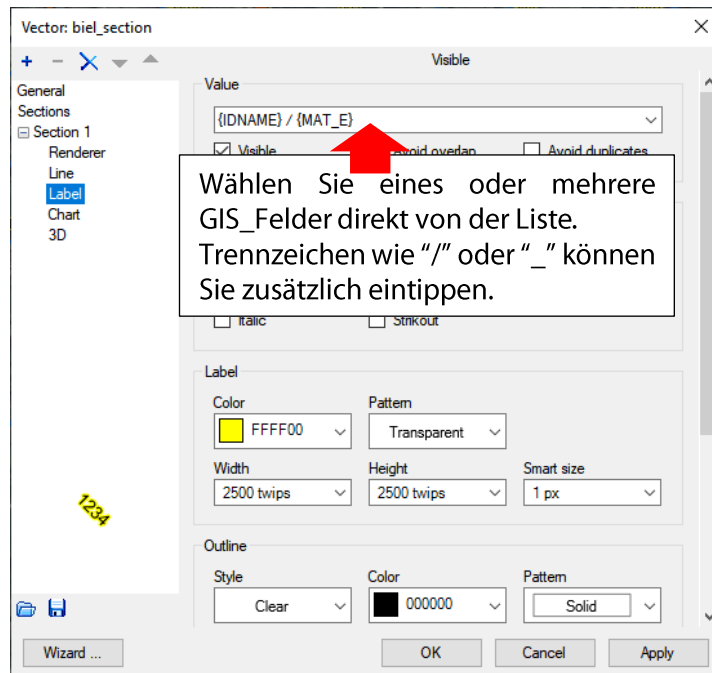 Vector: biel_section
Visible
General
Sections
Section 1
Renderer
Line
Label
Chart
3D
1234
Value
{IDNAME} / {MAT_E}
Visible Avoid overlap Avoid duplicates
Wählen Sie eines oder mehrere
GIS_Felder direkt von der Liste.
Trennzeichen wie “/” oder “_” können
Sie zusätzlich eintippen.
Italic Strikout
Label
Color Pattern
FFFF00 Transparent
Width Height Smart size
2500 twips 2500 twips 1 px
Outline
Style Color Pattern
Clear 000000 Solid
Wizard ... OK Cancel Apply